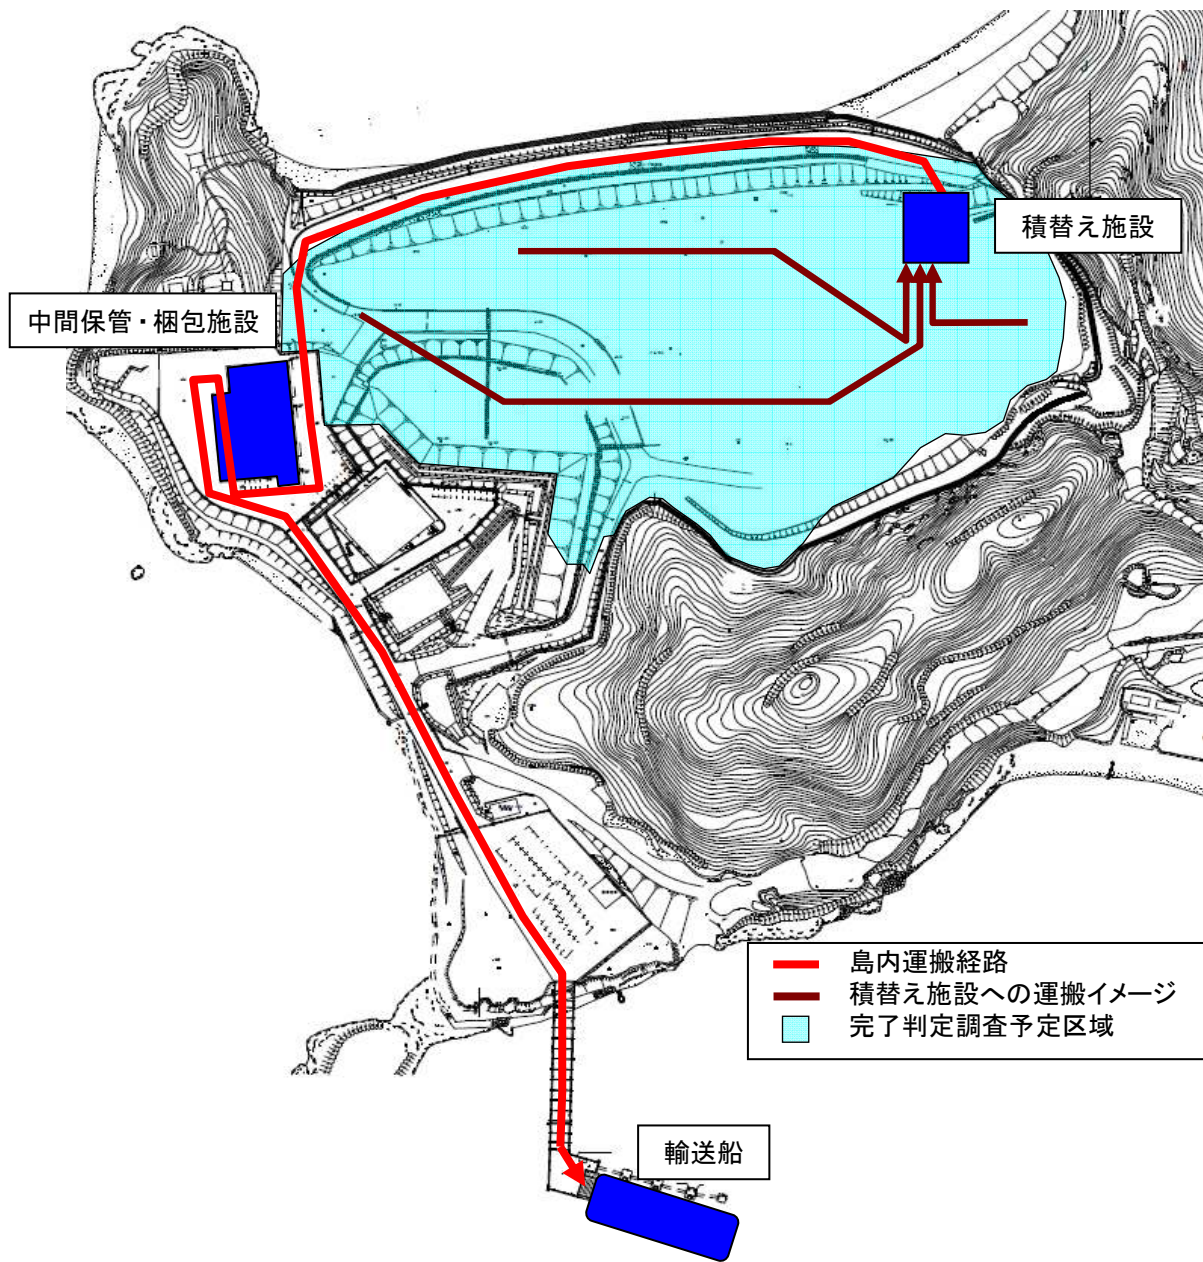 積替え施設
中間保管・梱包施設
島内運搬経路
積替え施設への運搬イメージ
完了判定調査予定区域
輸送船